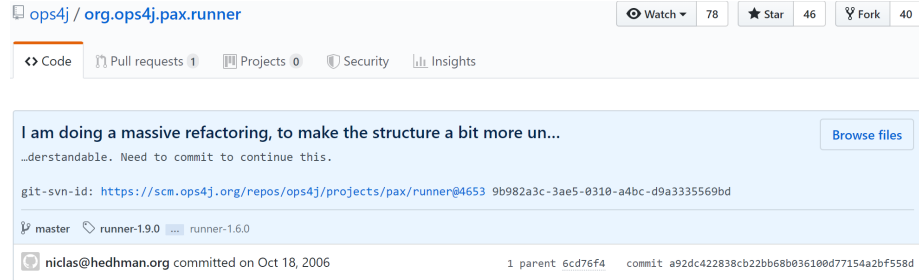 ops4j / org.ops4j.pax.runner Watch 78 Star 46 Fork 40
Code Pull requests 1 Projects 0 Security Insights
I am doing a massive refactoring, to make the structure a bit more un… Browse files
…derstandable. Need to commit to continue this.
git-svn-id: https://scm.ops4j.org/repos/ops4j/projects/pax/runner@4653 9b982a3c-3ae5-0310-a4bc-d9a3335569bd
master runner-1.9.0 … runner-1.6.0
niclas@hedhman.org committed on Oct 18, 2006 1 parent 6cd76f4 commit a92dc422838cb22bb68b036100d77154a2bf558d